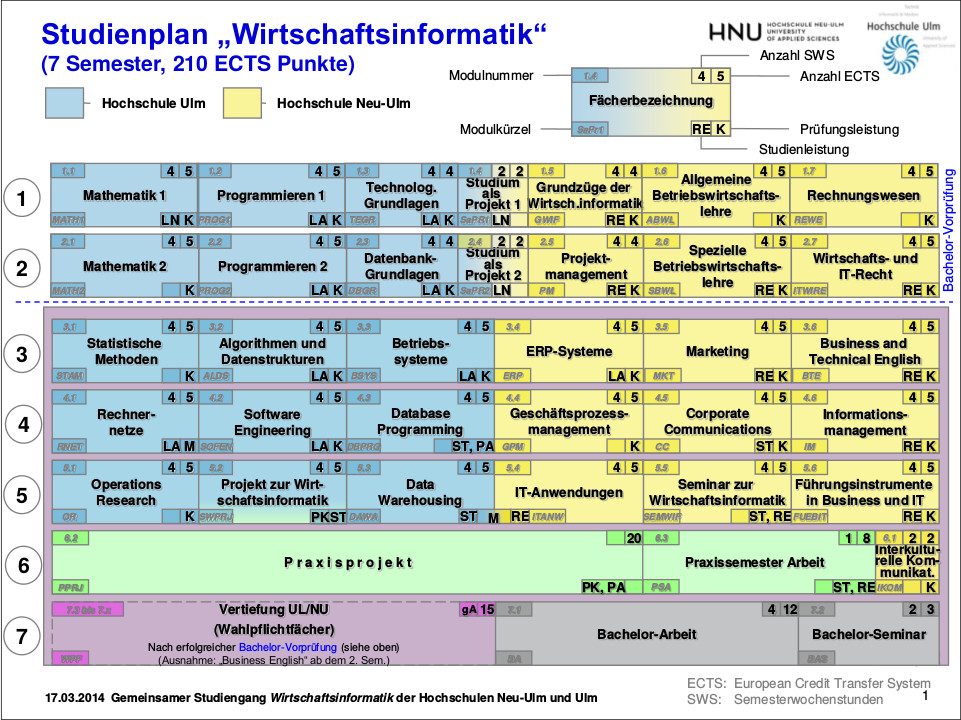 Studienplan „Wirtschaftsinformatik“
(7 Semester, 210 ECTS Punkte)
HNU HOCHSCHULE NEU-ULM
UNIVERSITY
OF APPLIED SCIENCES
Hochschule Ulm
University
of Applied Sciences
Hochschule Ulm
Hochschule Neu-Ulm
Modulnummer
Modulkürzel
Anzahl SWS
Anzahl ECTS
Prüfungsleistung
Studienleistung
1.4 4 5
Fächerbezeichnung
SaPr1 RE K
1
1.1 4 5
Mathematik 1
MATH1 LN K
1.2 4 5
Programmieren 1
PROG1 LA K
1.3 4 4
Technolog.
Grundlagen
TEGR LA K
1.4 2 2
Studium
als
Projekt 1
SaPR1 LN
1.5 4 4
Grundzüge der
Wirtsch.informatik
GWIF RE K
1.6 4 5
Allgemeine
Betriebswirtschafts-
lehre
ABWL K
1.7 4 5
Rechnungswesen
REWE K
2
2.1 4 5
Mathematik 2
MATH2 K
2.2 4 5
Programmieren 2
PROG2 LA K
2.3 4 4
Datenbank-
Grundlagen
DBGR LA K
2.4 2 2
Studium
als
Projekt 2
SaPR2 LN
2.5 4 4
Projekt-
management
PM RE K
2.6 4 5
Spezielle
Betriebswirtschafts-
lehre
SBWL RE K
2.7 4 5
Wirtschafts- und
IT-Recht
ITWIRE RE K
Bachelor-Vorprüfung
3
3.1 4 5
Statistische
Methoden
STAM K
3.2 4 5
Algorithmen und
Datenstrukturen
ALDS LA K
3.3 4 5
Betriebs-
systeme
BSYS LA K
3.4 4 5
ERP-Systeme
ERP LA K
3.5 4 5
Marketing
MKT RE K
3.6 4 5
Business and
Technical English
BTE RE K
4
4.1 4 5
Rechner-
netze
RNET LA M
4.2 4 5
Software
Engineering
SOFEN LA K
4.3 4 5
Database
Programming
DBPRG ST, PA
4.4 4 5
Geschäftsprozess-
management
GPM K
4.5 4 5
Corporate
Communications
CC ST K
4.6 4 5
Informations-
management
IM RE K
5
5.1 4 5
Operations
Research
OR K
5.2 4 5
Projekt zur Wirt-
schaftsinformatik
SWPRJ PKST
5.3 4 5
Data
Warehousing
DAWA ST M
5.4 4 5
IT-Anwendungen
RE ITANW
5.5 4 5
Seminar zur
Wirtschaftsinformatik
SEMWIF ST, RE
5.6 4 5
Führungsinstrumente
in Business und IT
FUEBIT RE K
6
6.2 20
Praxisprojekt
PPRJ PK, PA
6.3 1 8
Praxissemester Arbeit
PSA ST, RE
6.1 2 2
Interkultu-
relle Kom-
munikat.
IKOM K
7
7.3 bis 7.x gA 15
Vertiefung UL/NU
(Wahlpflichtfächer)
Nach erfolgreicher Bachelor-Vorprüfung (siehe oben)
(Ausnahme: „Business English“ ab dem 2. Sem.)
WPF
7.1 4 12
Bachelor-Arbeit
BA
7.2 2 3
Bachelor-Seminar
BAS
17.03.2014 Gemeinsamer Studiengang Wirtschaftsinformatik der Hochschulen Neu-Ulm und Ulm
ECTS: European Credit Transfer System
SWS: Semesterwochenstunden
1